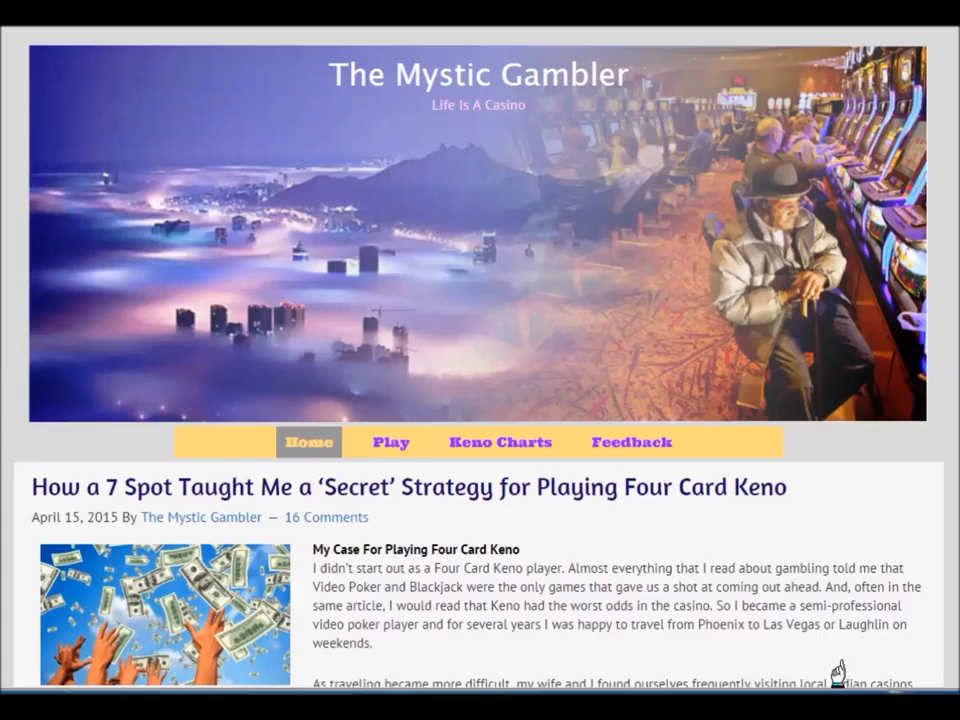 The Mystic Gambler
Life Is A Casino
Home Play Keno Charts Feedback
How a 7 Spot Taught Me a ‘Secret’ Strategy for Playing Four Card Keno
April 15, 2015 By The Mystic Gambler — 16 Comments
My Case For Playing Four Card Keno
I didn't start out as a Four Card Keno player. Almost everything that I read about gambling told me that
Video Poker and Blackjack were the only games that gave us a shot at coming out ahead. And, often in the
same article, I would read that Keno had the worst odds in the casino. So I became a semi-professional
video poker player and for several years I was happy to travel from Phoenix to Las Vegas or Laughlin on
weekends.
As traveling became more difficult, my wife and I found ourselves frequently visiting local casinos